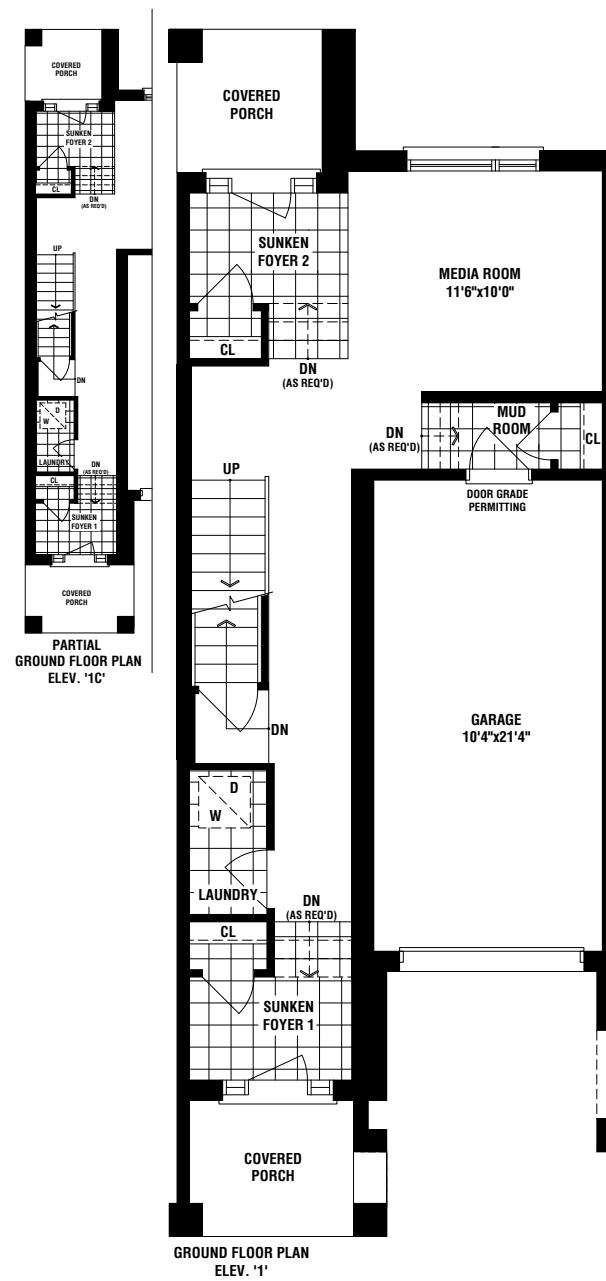 COVERED
PORCH
SUNKEN
FOYER 2
CL
DN
(AS REQ'D)
UP
DN
D
W
LAUNDRY
DN
(AS REQ'D)
CL
SUNKEN
FOYER 1
COVERED
PORCH
PARTIAL
GROUND FLOOR PLAN
ELEV. '1C'
COVERED
PORCH
SUNKEN
FOYER 2
MEDIA ROOM
11'6"x10'0"
CL
DN
(AS REQ'D)
MUD
ROOM
DN
(AS REQ'D)
CL
UP
DOOR GRADE
PERMITTING
GARAGE
10'4"x21'4"
DN
D
W
LAUNDRY
DN
(AS REQ'D)
CL
SUNKEN
FOYER 1
COVERED
PORCH
GROUND FLOOR PLAN
ELEV. '1'